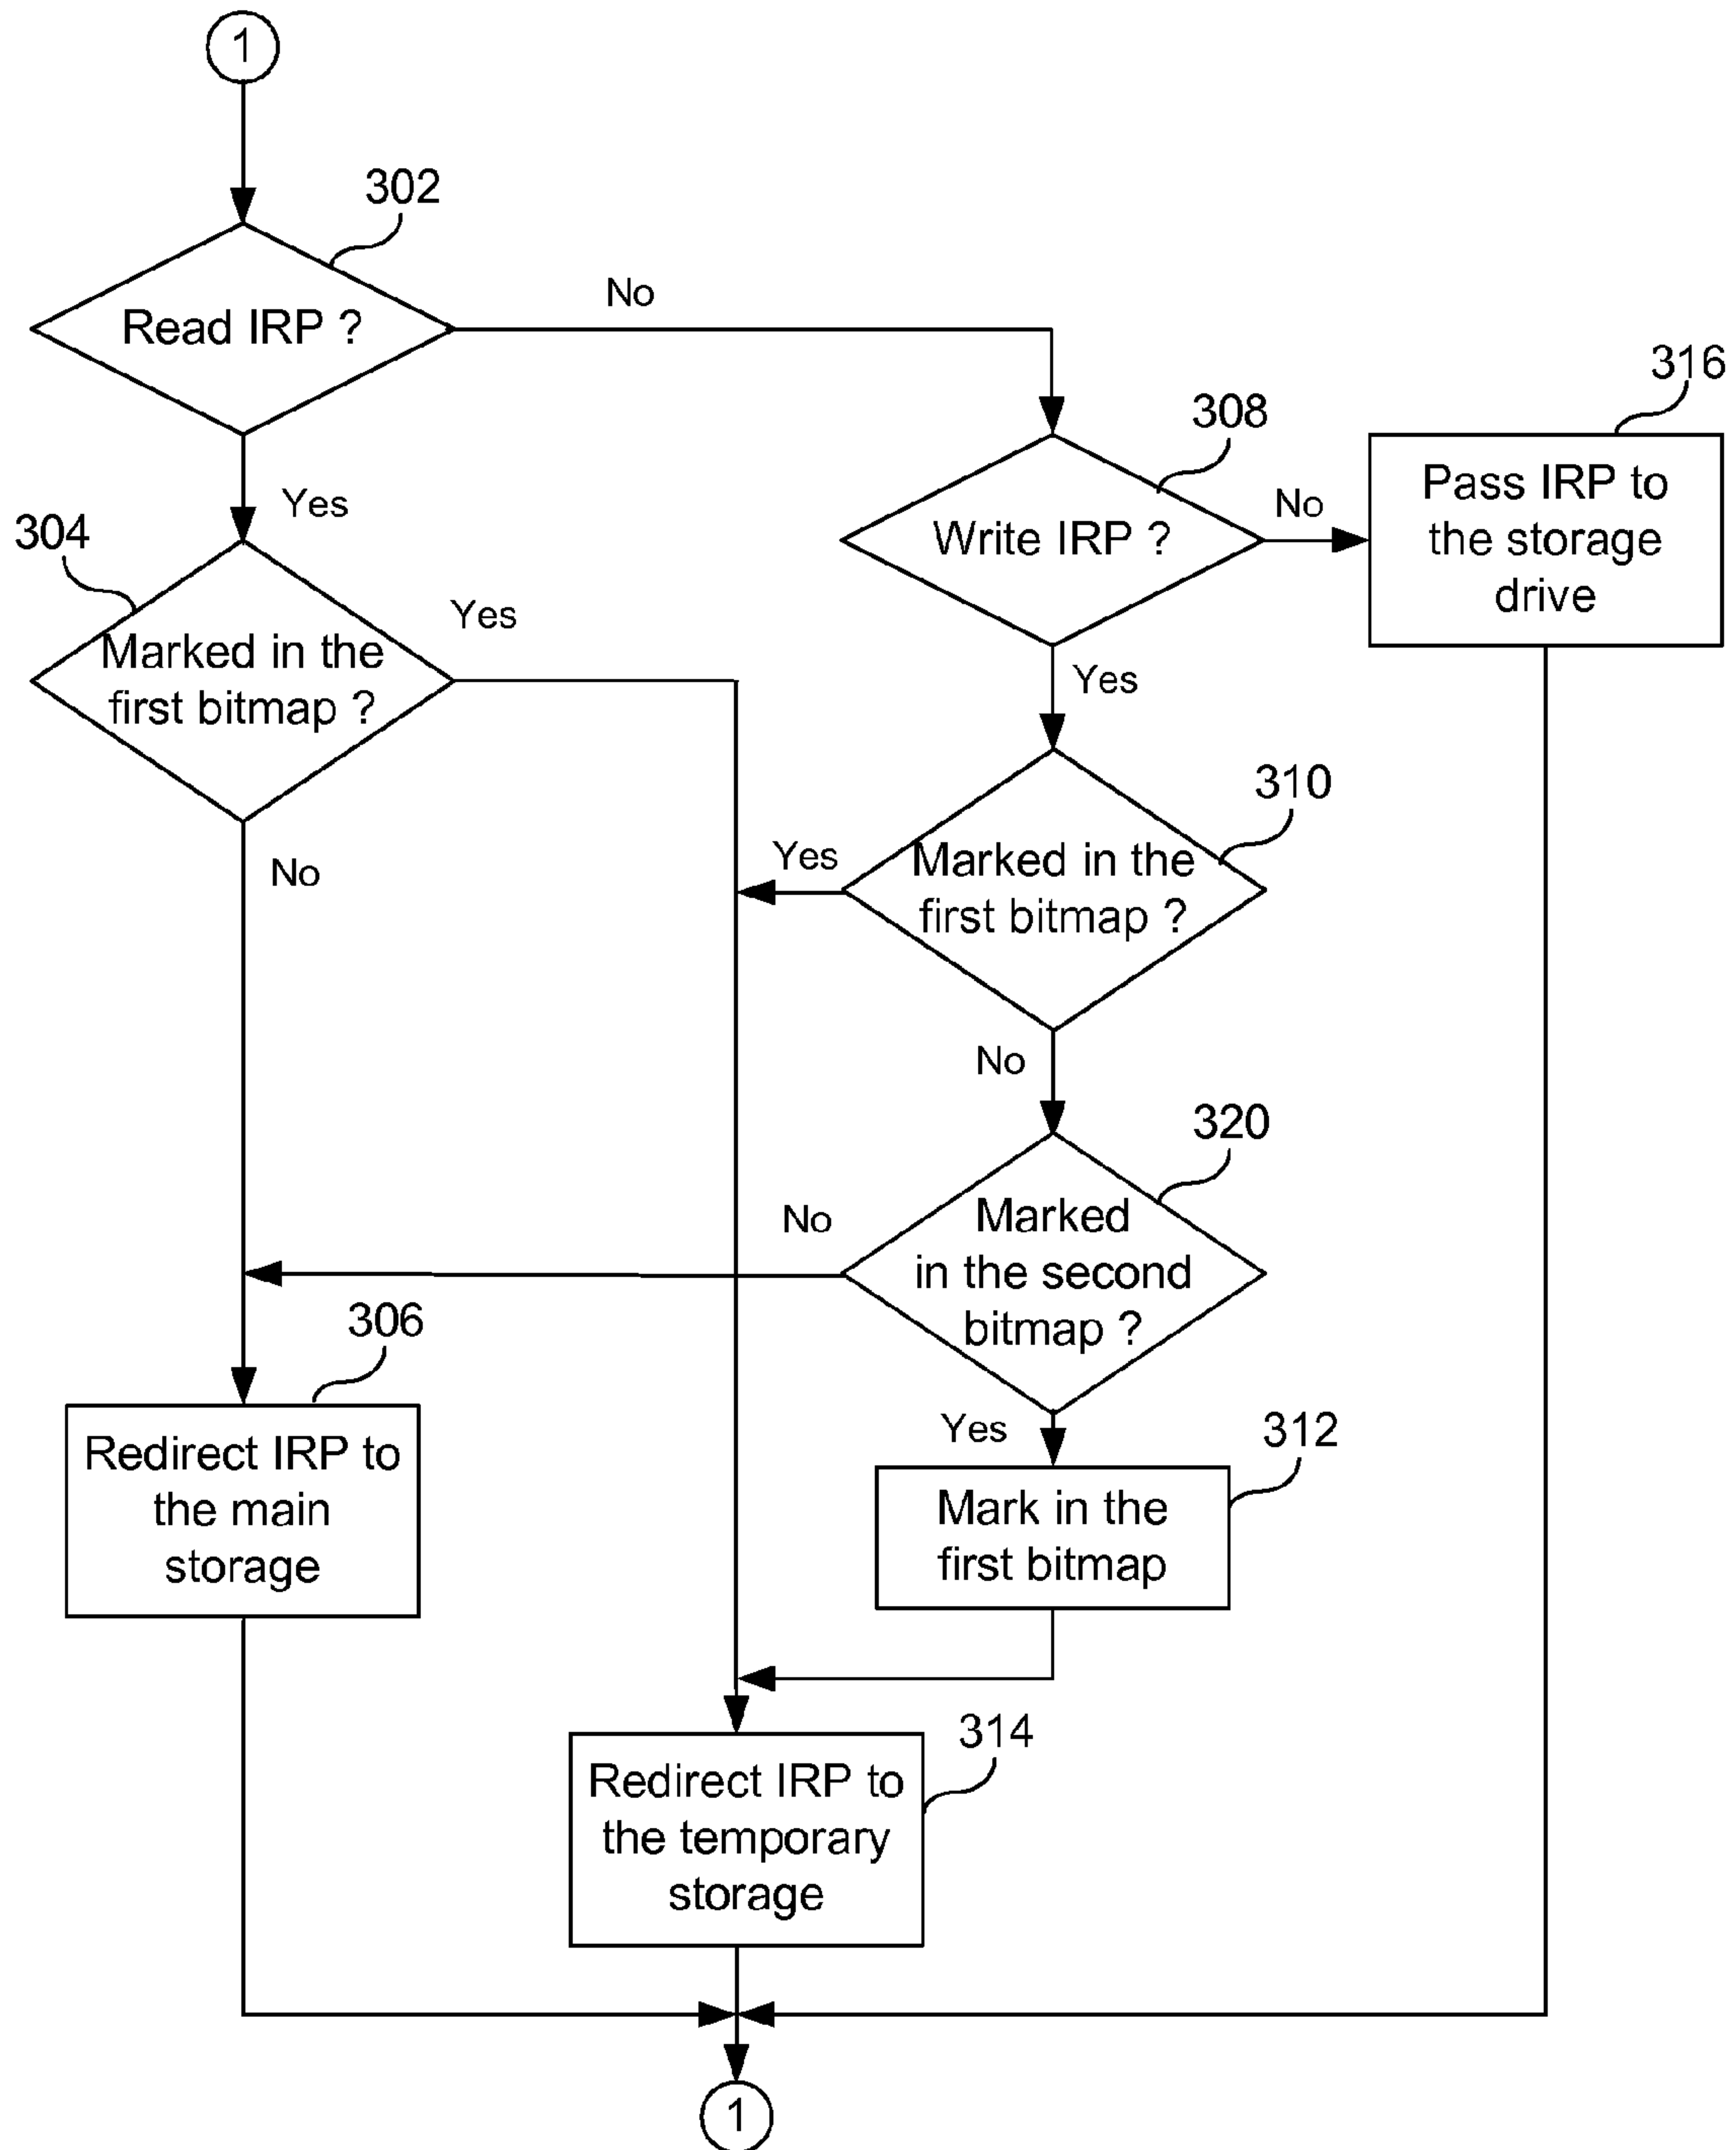 1
302
Read IRP ?
No
316
308
Pass IRP to
the storage
drive
Write IRP ?
No
Yes
304
Marked in the
first bitmap ?
Yes
Yes
310
Marked in the
first bitmap ?
Yes
No
No
320
Marked
in the second
bitmap ?
No
306
Redirect IRP to
the main
storage
Yes
312
Mark in the
first bitmap
314
Redirect IRP to
the temporary
storage
1